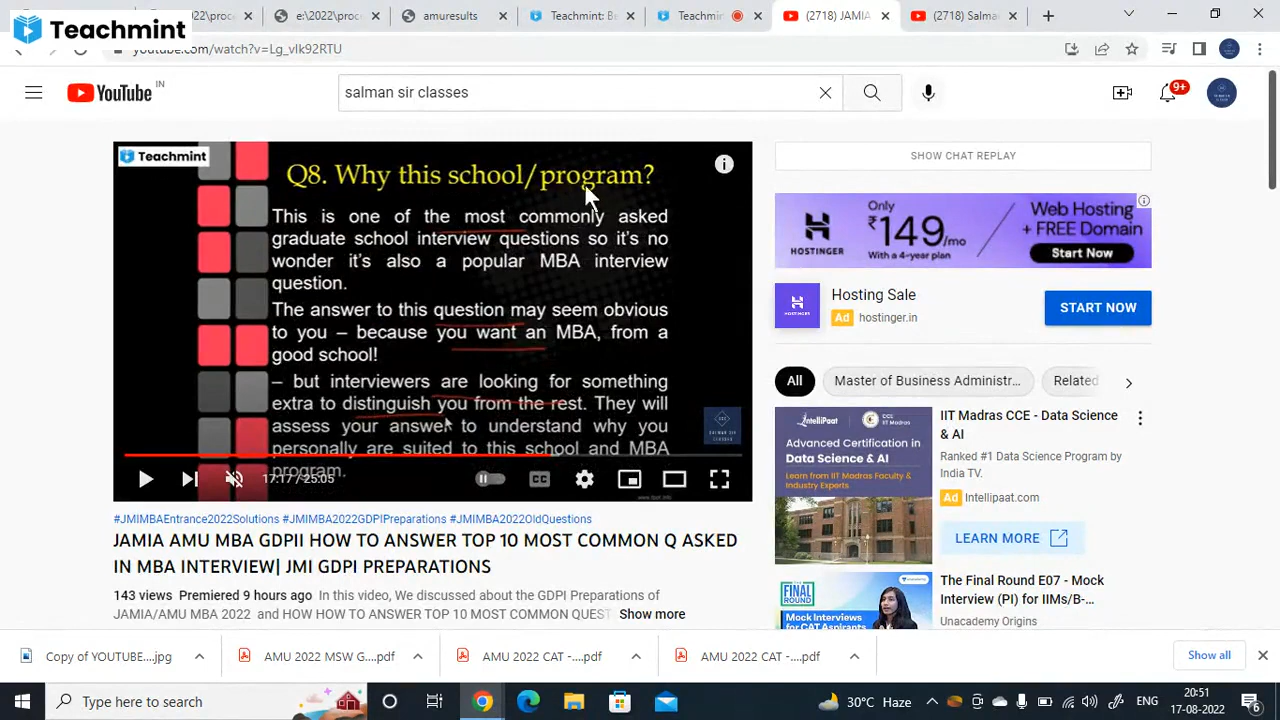 Teachmint
022\proce
e:\2022\proc
amuresults
Teachmint: Be
Teachmin
(2718) JAMIA
(2718) Salma
youtube.com/watch?v=Lg_vIk92RTU
YouTube IN
salman sir classes
9+
Teachmint
Q8. Why this school/program?
This is one of the most commonly asked
graduate school interview questions so it's no
wonder it's also a popular MBA interview
question.
The answer to this question may seem obvious
to you – because you want an MBA, from a
good school!
– but interviewers are looking for something
extra to distinguish you from the rest. They will
assess your answer to understand why you
personally are suited to this school and MBA
program.
17:17 / 25:05
CC
SHOW CHAT REPLAY
Only
₹149/mo
With a 4-year plan
HOSTINGER
Web Hosting
+ FREE Domain
Start Now
Hosting Sale
Ad hostinger.in
START NOW
All
Master of Business Administr...
Related
IntelliPaat
Advanced Certification in
Data Science & AI
Learn from IIT Madras Faculty &
Industry Experts
IIT Madras CCE - Data Science
& AI
Ranked #1 Data Science Program by
India TV.
Ad Intellipaat.com
LEARN MORE
THE
FINAL
ROUND
Mock Interviews
for CAT Aspirants
The Final Round E07 - Mock
Interview (PI) for IIMs/B-...
Unacademy Origins
#JMIMBAEntrance2022Solutions #JMIMBA2022GDPIPreparations #JMIMBA2022OldQuestions
JAMIA AMU MBA GDPII HOW TO ANSWER TOP 10 MOST COMMON Q ASKED
IN MBA INTERVIEW| JMI GDPI PREPARATIONS
143 views Premiered 9 hours ago In this video, We discussed about the GDPI Preparations of
JAMIA/AMU MBA 2022 and HOW HOW TO ANSWER TOP 10 MOST COMMON QUEST Show more
Copy of YOUTUBE....jpg
AMU 2022 MSW G....pdf
AMU 2022 CAT -....pdf
AMU 2022 CAT -....pdf
Show all
Type here to search
30°C Haze
ENG
20:51
17-08-2022
6